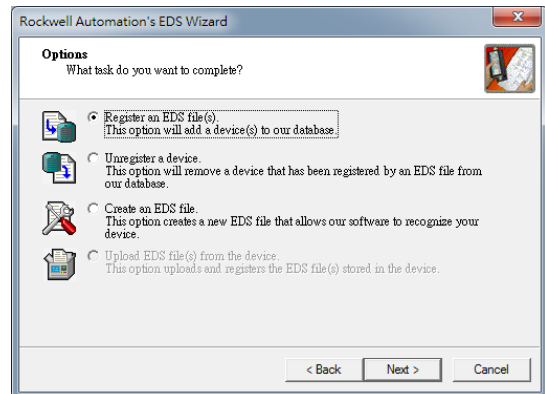 Rockwell Automation's EDS Wizard
Options
What task do you want to complete?
Register an EDS file(s).
This option will add a device(s) to our database.
Unregister a device.
This option will remove a device that has been registered by an EDS file from
our database.
Create an EDS file.
This option creates a new EDS file that allows our software to recognize your
device.
Upload EDS file(s) from the device.
This option uploads and registers the EDS file(s) stored in the device.
< Back
Next >
Cancel